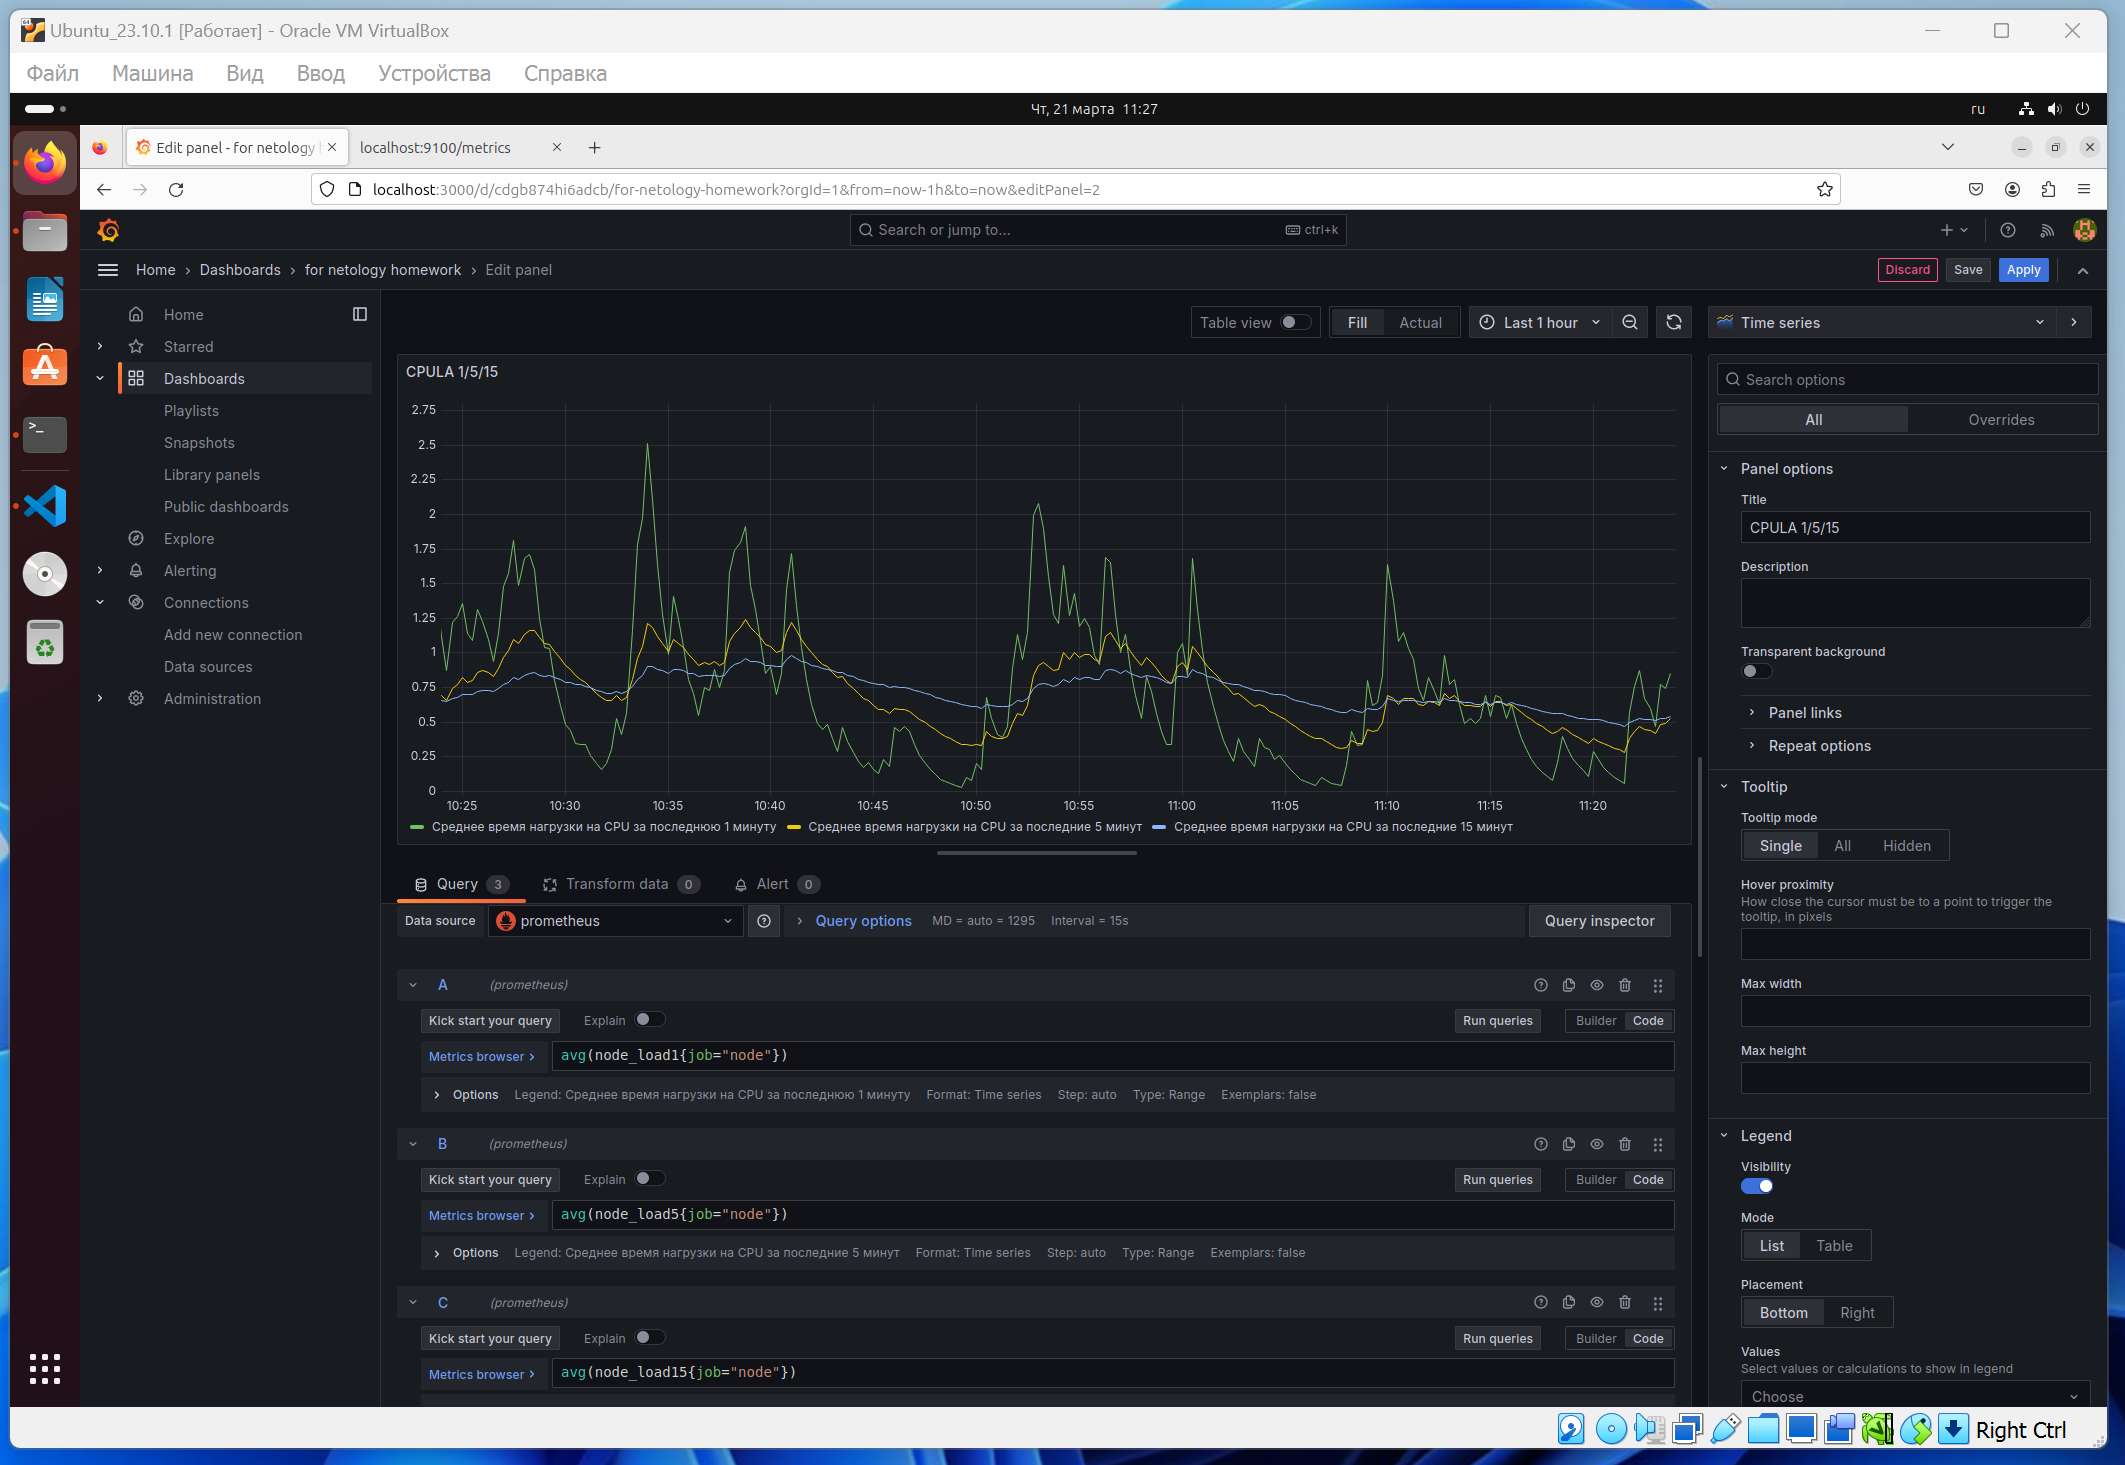 Ubuntu_23.10.1 [Работает] - Oracle VM VirtualBox
Файл Машина Вид Ввод Устройства Справка
Чт, 21 марта 11:27
ru
Edit panel - for netology h
localhost:9100/metrics
localhost:3000/d/cdgb874hi6adcb/for-netology-homework?orgId=1&from=now-1h&to=now&editPanel=2
Search or jump to...
ctrl+k
Home › Dashboards › for netology homework › Edit panel
Discard Save Apply
Home
Starred
Dashboards
Playlists
Snapshots
Library panels
Public dashboards
Explore
Alerting
Connections
Add new connection
Data sources
Administration
Table view Fill Actual Last 1 hour
Time series
CPULA 1/5/15
2.75
2.5
2.25
2
1.75
1.5
1.25
1
0.75
0.5
0.25
0
10:25 10:30 10:35 10:40 10:45 10:50 10:55 11:00 11:05 11:10 11:15 11:20
Среднее время нагрузки на CPU за последнюю 1 минуту Среднее время нагрузки на CPU за последние 5 минут Среднее время нагрузки на CPU за последние 15 минут
Query 3 Transform data 0 Alert 0
Data source prometheus Query options MD = auto = 1295 Interval = 15s Query inspector
A (prometheus)
Kick start your query Explain Run queries Builder Code
Metrics browser › avg(node_load1{job="node"})
Options Legend: Среднее время нагрузки на CPU за последнюю 1 минуту Format: Time series Step: auto Type: Range Exemplars: false
B (prometheus)
Kick start your query Explain Run queries Builder Code
Metrics browser › avg(node_load5{job="node"})
Options Legend: Среднее время нагрузки на CPU за последние 5 минут Format: Time series Step: auto Type: Range Exemplars: false
C (prometheus)
Kick start your query Explain Run queries Builder Code
Metrics browser › avg(node_load15{job="node"})
Search options
All Overrides
Panel options
Title
CPULA 1/5/15
Description
Transparent background
Panel links
Repeat options
Tooltip
Tooltip mode
Single All Hidden
Hover proximity
How close the cursor must be to a point to trigger the
tooltip, in pixels
Max width
Max height
Legend
Visibility
Mode
List Table
Placement
Bottom Right
Values
Select values or calculations to show in legend
Choose
Right Ctrl